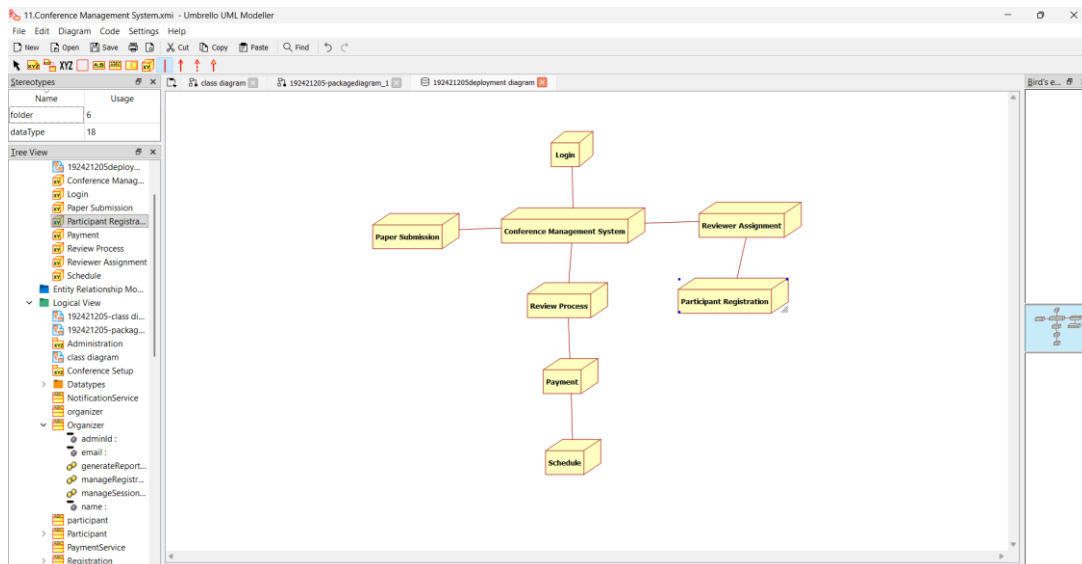 11.Conference Management System.xmi - Umbrello UML Modeller
File Edit Diagram Code Settings Help
New Open Save Cut Copy Paste Find
XYZ
Stereotypes
class diagram 192421205-packagediagram_1 192421205deployment diagram
Bird's e...
Name Usage
folder 6
dataType 18
Tree View
192421205deploy...
Conference Manag...
Login
Paper Submission
Participant Registra...
Payment
Review Process
Reviewer Assignment
Schedule
Entity Relationship Mo...
Logical View
192421205-class di...
192421205-packag...
Administration
class diagram
Conference Setup
Datatypes
NotificationService
organizer
Organizer
adminId :
email :
generateReport...
manageRegistr...
manageSession...
name :
participant
Participant
PaymentService
Registration
Login
Paper Submission
Conference Management System
Reviewer Assignment
Review Process
Participant Registration
Payment
Schedule